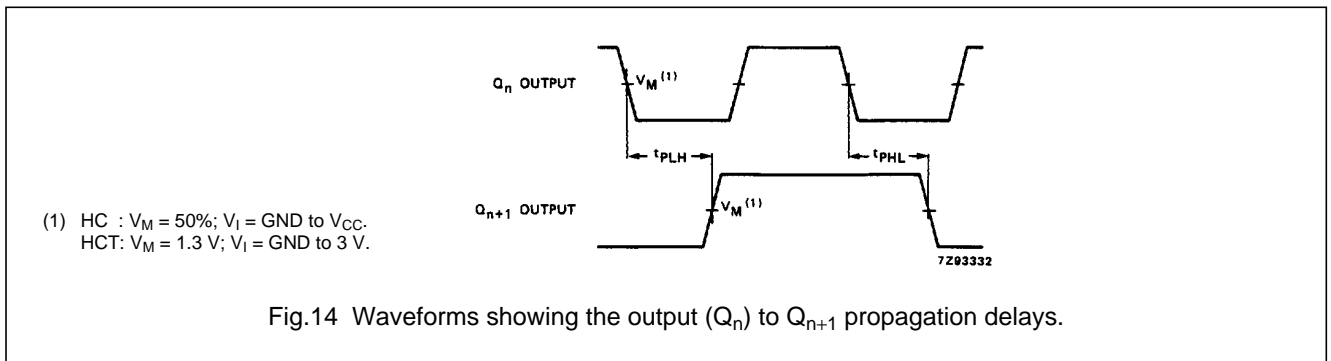 Qn OUTPUT
VM (1)
tPLH
tPHL
Qn+1 OUTPUT
VM (1)
7Z93332
(1) HC : VM = 50%; VI = GND to VCC.
HCT: VM = 1.3 V; VI = GND to 3 V.
Fig.14 Waveforms showing the output (Qn) to Qn+1 propagation delays.